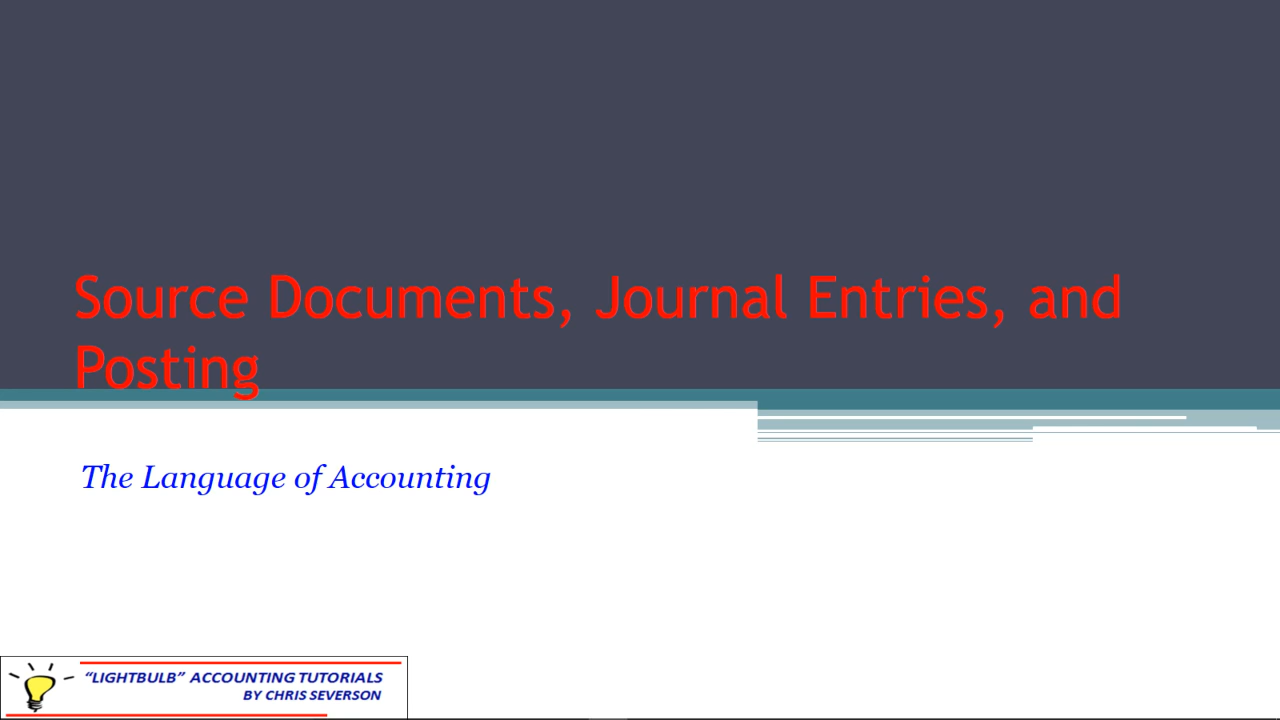 Source Documents, Journal Entries, and
Posting
The Language of Accounting
“LIGHTBULB” ACCOUNTING TUTORIALS
BY CHRIS SEVERSON